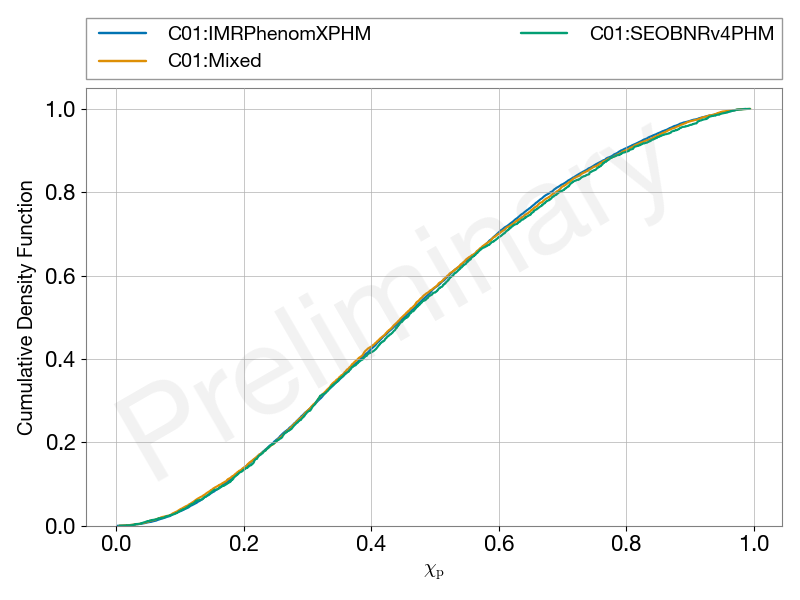 C01:IMRPhenomXPHM
C01:SEOBNRv4PHM
C01:Mixed
Preliminary
Cumulative Density Function
1.0
0.8
0.6
0.4
0.2
0.0
0.0 0.2 0.4 0.6 0.8 1.0
χp